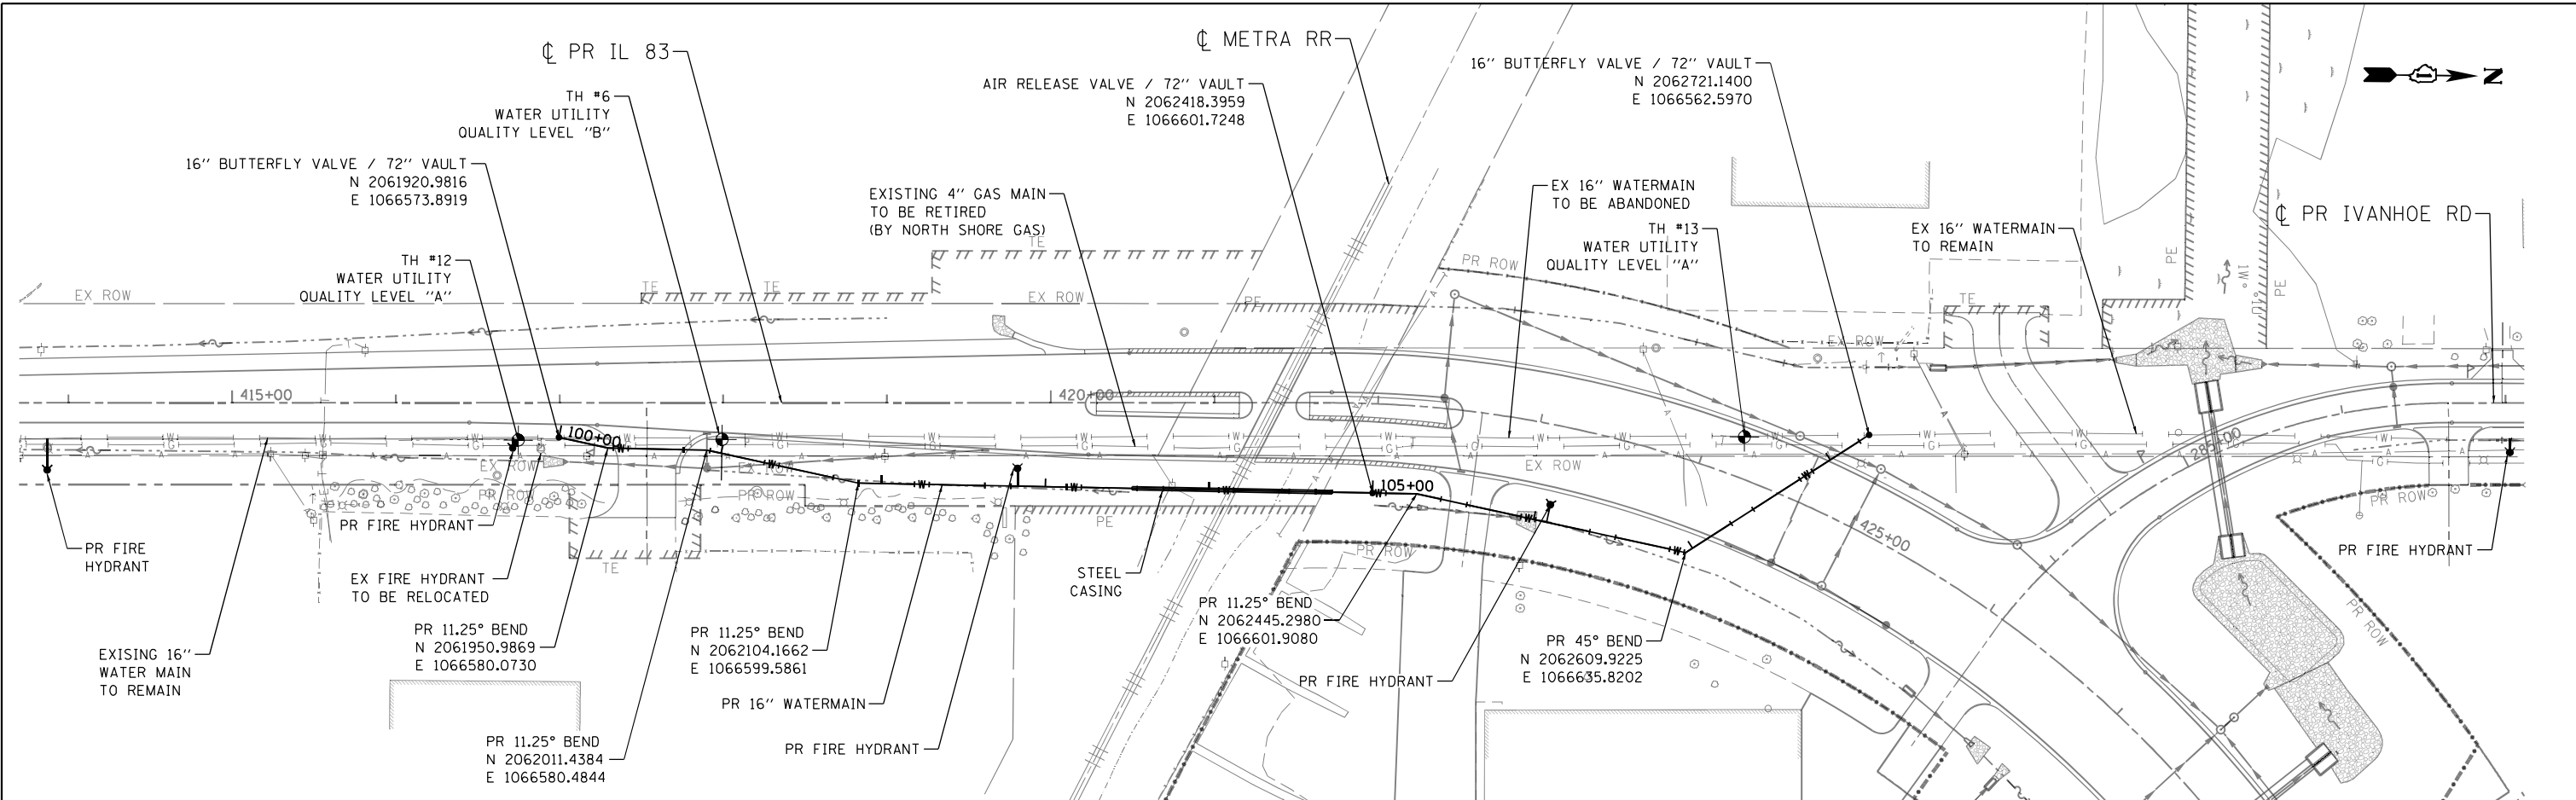 ℄ PR IL 83
TH #6
WATER UTILITY
QUALITY LEVEL "B"
16" BUTTERFLY VALVE / 72" VAULT
N 2061920.9816
E 1066573.8919
TH #12
WATER UTILITY
QUALITY LEVEL "A"
EXISTING 4" GAS MAIN
TO BE RETIRED
(BY NORTH SHORE GAS)
AIR RELEASE VALVE / 72" VAULT
N 2062418.3959
E 1066601.7248
℄ METRA RR
16" BUTTERFLY VALVE / 72" VAULT
N 2062721.1400
E 1066562.5970
EX 16" WATERMAIN
TO BE ABANDONED
TH #13
WATER UTILITY
QUALITY LEVEL "A"
EX 16" WATERMAIN
TO REMAIN
℄ PR IVANHOE RD
N
EX ROW
TE
TE
TE
EX ROW
PE
PR ROW
EX ROW
TE
PE
PE
415+00
420+00
100+00
105+00
425+00
EX ROW
EX ROW
EX ROW
PR ROW
PR ROW
PE
PR ROW
PR ROW
PR ROW
TE
PR FIRE
HYDRANT
PR FIRE HYDRANT
EX FIRE HYDRANT
TO BE RELOCATED
EXISING 16"
WATER MAIN
TO REMAIN
PR 11.25° BEND
N 2061950.9869
E 1066580.0730
PR 11.25° BEND
N 2062011.4384
E 1066580.4844
PR 11.25° BEND
N 2062104.1662
E 1066599.5861
PR 16" WATERMAIN
PR FIRE HYDRANT
STEEL
CASING
PR 11.25° BEND
N 2062445.2980
E 1066601.9080
PR FIRE HYDRANT
PR 45° BEND
N 2062609.9225
E 1066635.8202
PR FIRE HYDRANT